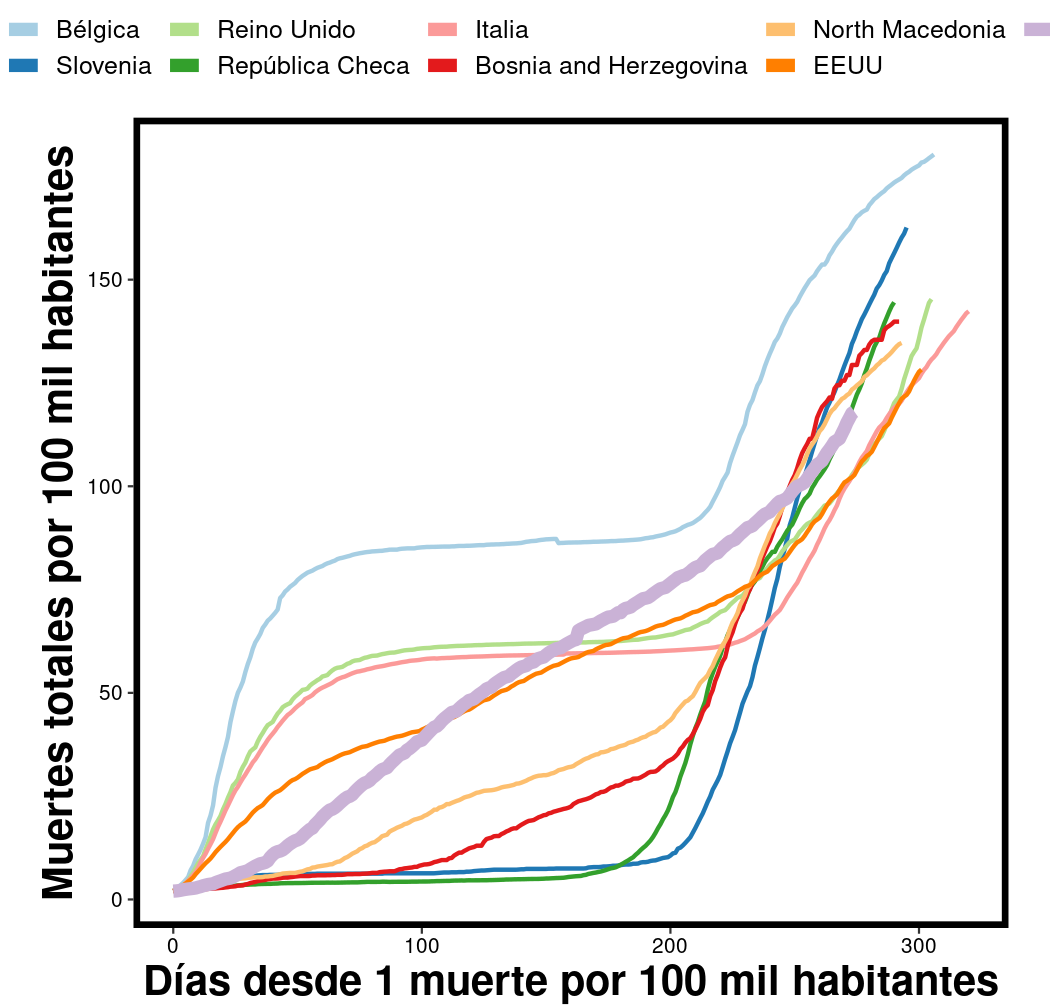 Bélgica Reino Unido Italia North Macedonia
Slovenia República Checa Bosnia and Herzegovina EEUU
Muertes totales por 100 mil habitantes
150
100
50
0
0 100 200 300
Días desde 1 muerte por 100 mil habitantes